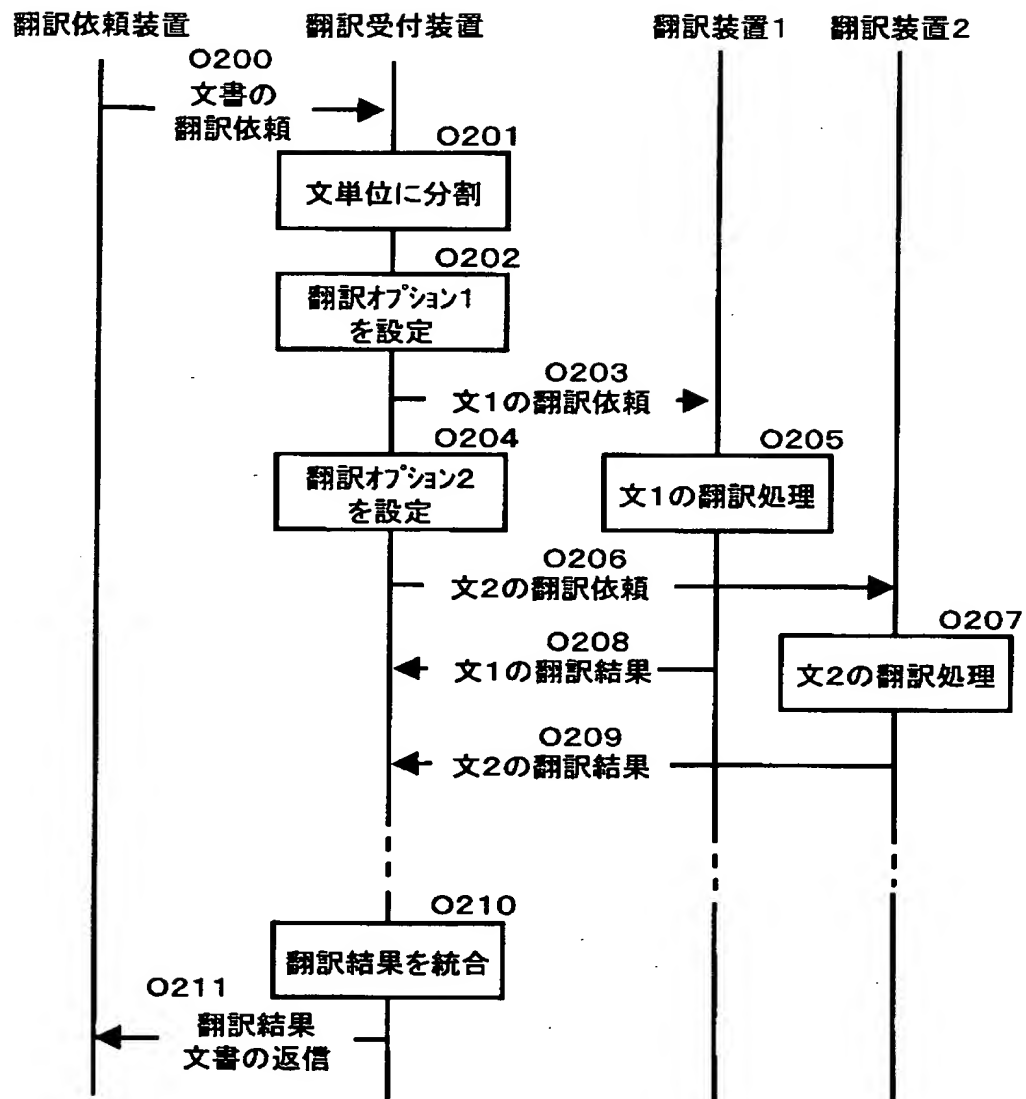 翻訳依頼装置 翻訳受付装置 翻訳装置1 翻訳装置2
O200
文書の
翻訳依頼
O201
文単位に分割
O202
翻訳オプション1
を設定
O203
文1の翻訳依頼
O204
翻訳オプション2
を設定
O205
文1の翻訳処理
O206
文2の翻訳依頼
O207
文2の翻訳処理
O208
文1の翻訳結果
O209
文2の翻訳結果
O210
翻訳結果を統合
O211
翻訳結果
文書の返信